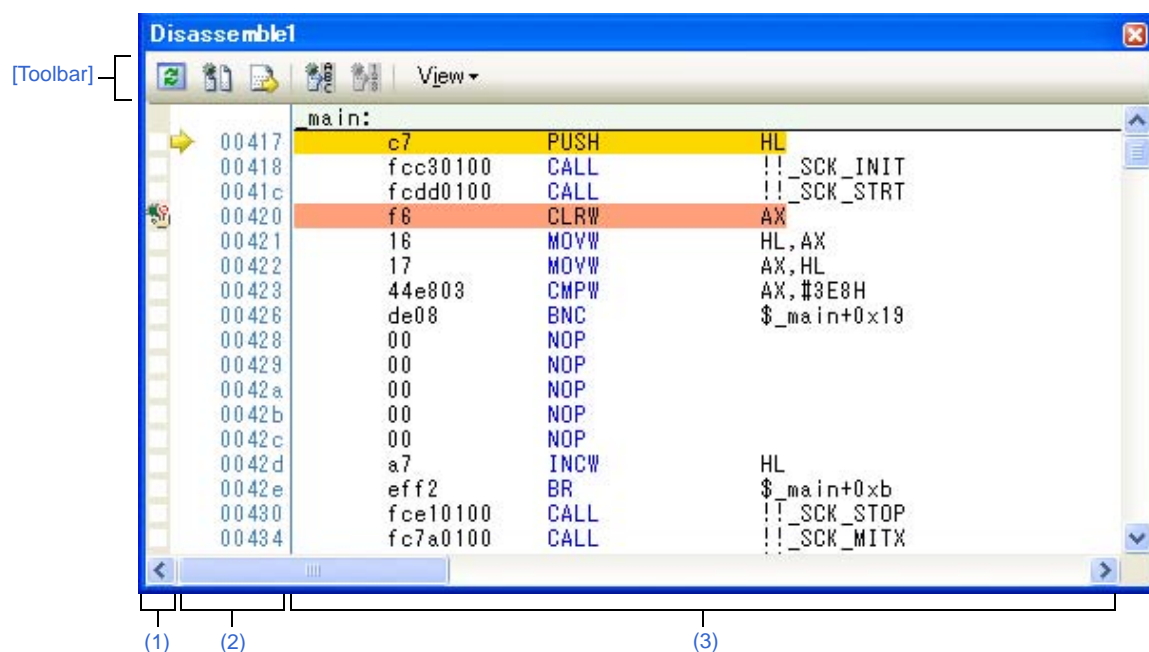 Disassemble1
[Toolbar]
View
_main:
00417 c7 PUSH HL
00418 fcc30100 CALL !!_SCK_INIT
0041c fcdd0100 CALL !!_SCK_STRT
00420 f6 CLRW AX
00421 16 MOVW HL,AX
00422 17 MOVW AX,HL
00423 44e803 CMPW AX,#3E8H
00426 de08 BNC $_main+0x19
00428 00 NOP
00429 00 NOP
0042a 00 NOP
0042b 00 NOP
0042c 00 NOP
0042d a7 INCW HL
0042e eff2 BR $_main+0xb
00430 fce10100 CALL !!_SCK_STOP
00434 fc7a0100 CALL !!_SCK_MITX
(1) (2) (3)